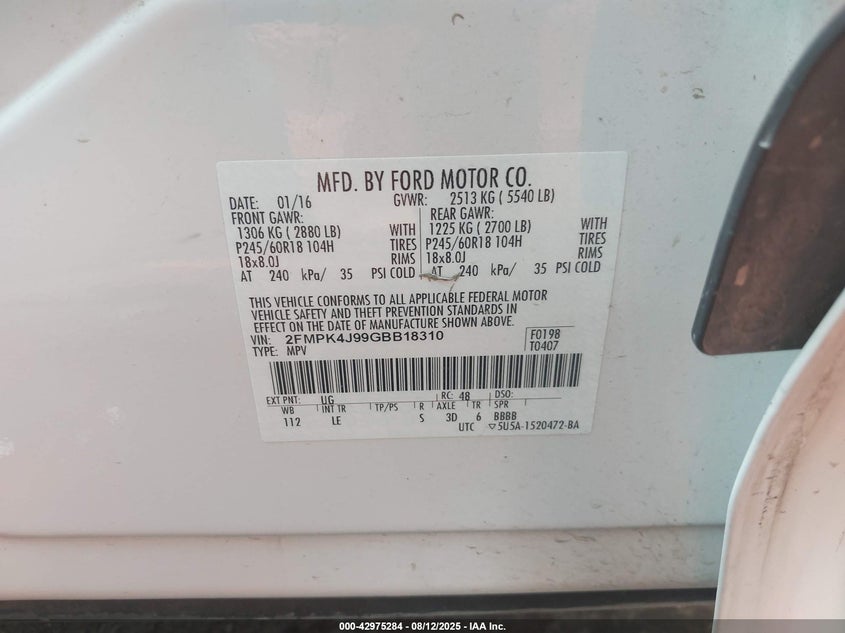 MFD. BY FORD MOTOR CO.
DATE: 01/16 GVWR: 2513 KG ( 5540 LB)
FRONT GAWR: REAR GAWR:
1306 KG ( 2880 LB) WITH 1225 KG ( 2700 LB) WITH
P245/60R18 104H TIRES P245/60R18 104H TIRES
18x8.0J RIMS 18x8.0J RIMS
AT 240 kPa/ 35 PSI COLD AT 240 kPa/ 35 PSI COLD
THIS VEHICLE CONFORMS TO ALL APPLICABLE FEDERAL MOTOR
VEHICLE SAFETY AND THEFT PREVENTION STANDARDS IN
EFFECT ON THE DATE OF MANUFACTURE SHOWN ABOVE.
VIN: 2FMPK4J99GBB18310 F0198
TYPE: MPV T0407
EXT PNT: UG RC: 48 DSO:
WB INT TR TP/PS R AXLE TR SPR
112 LE S 3D 6 BBBB
UTC ▽5U5A-1520472-BA
000-42975284 - 08/12/2025 - IAA Inc.